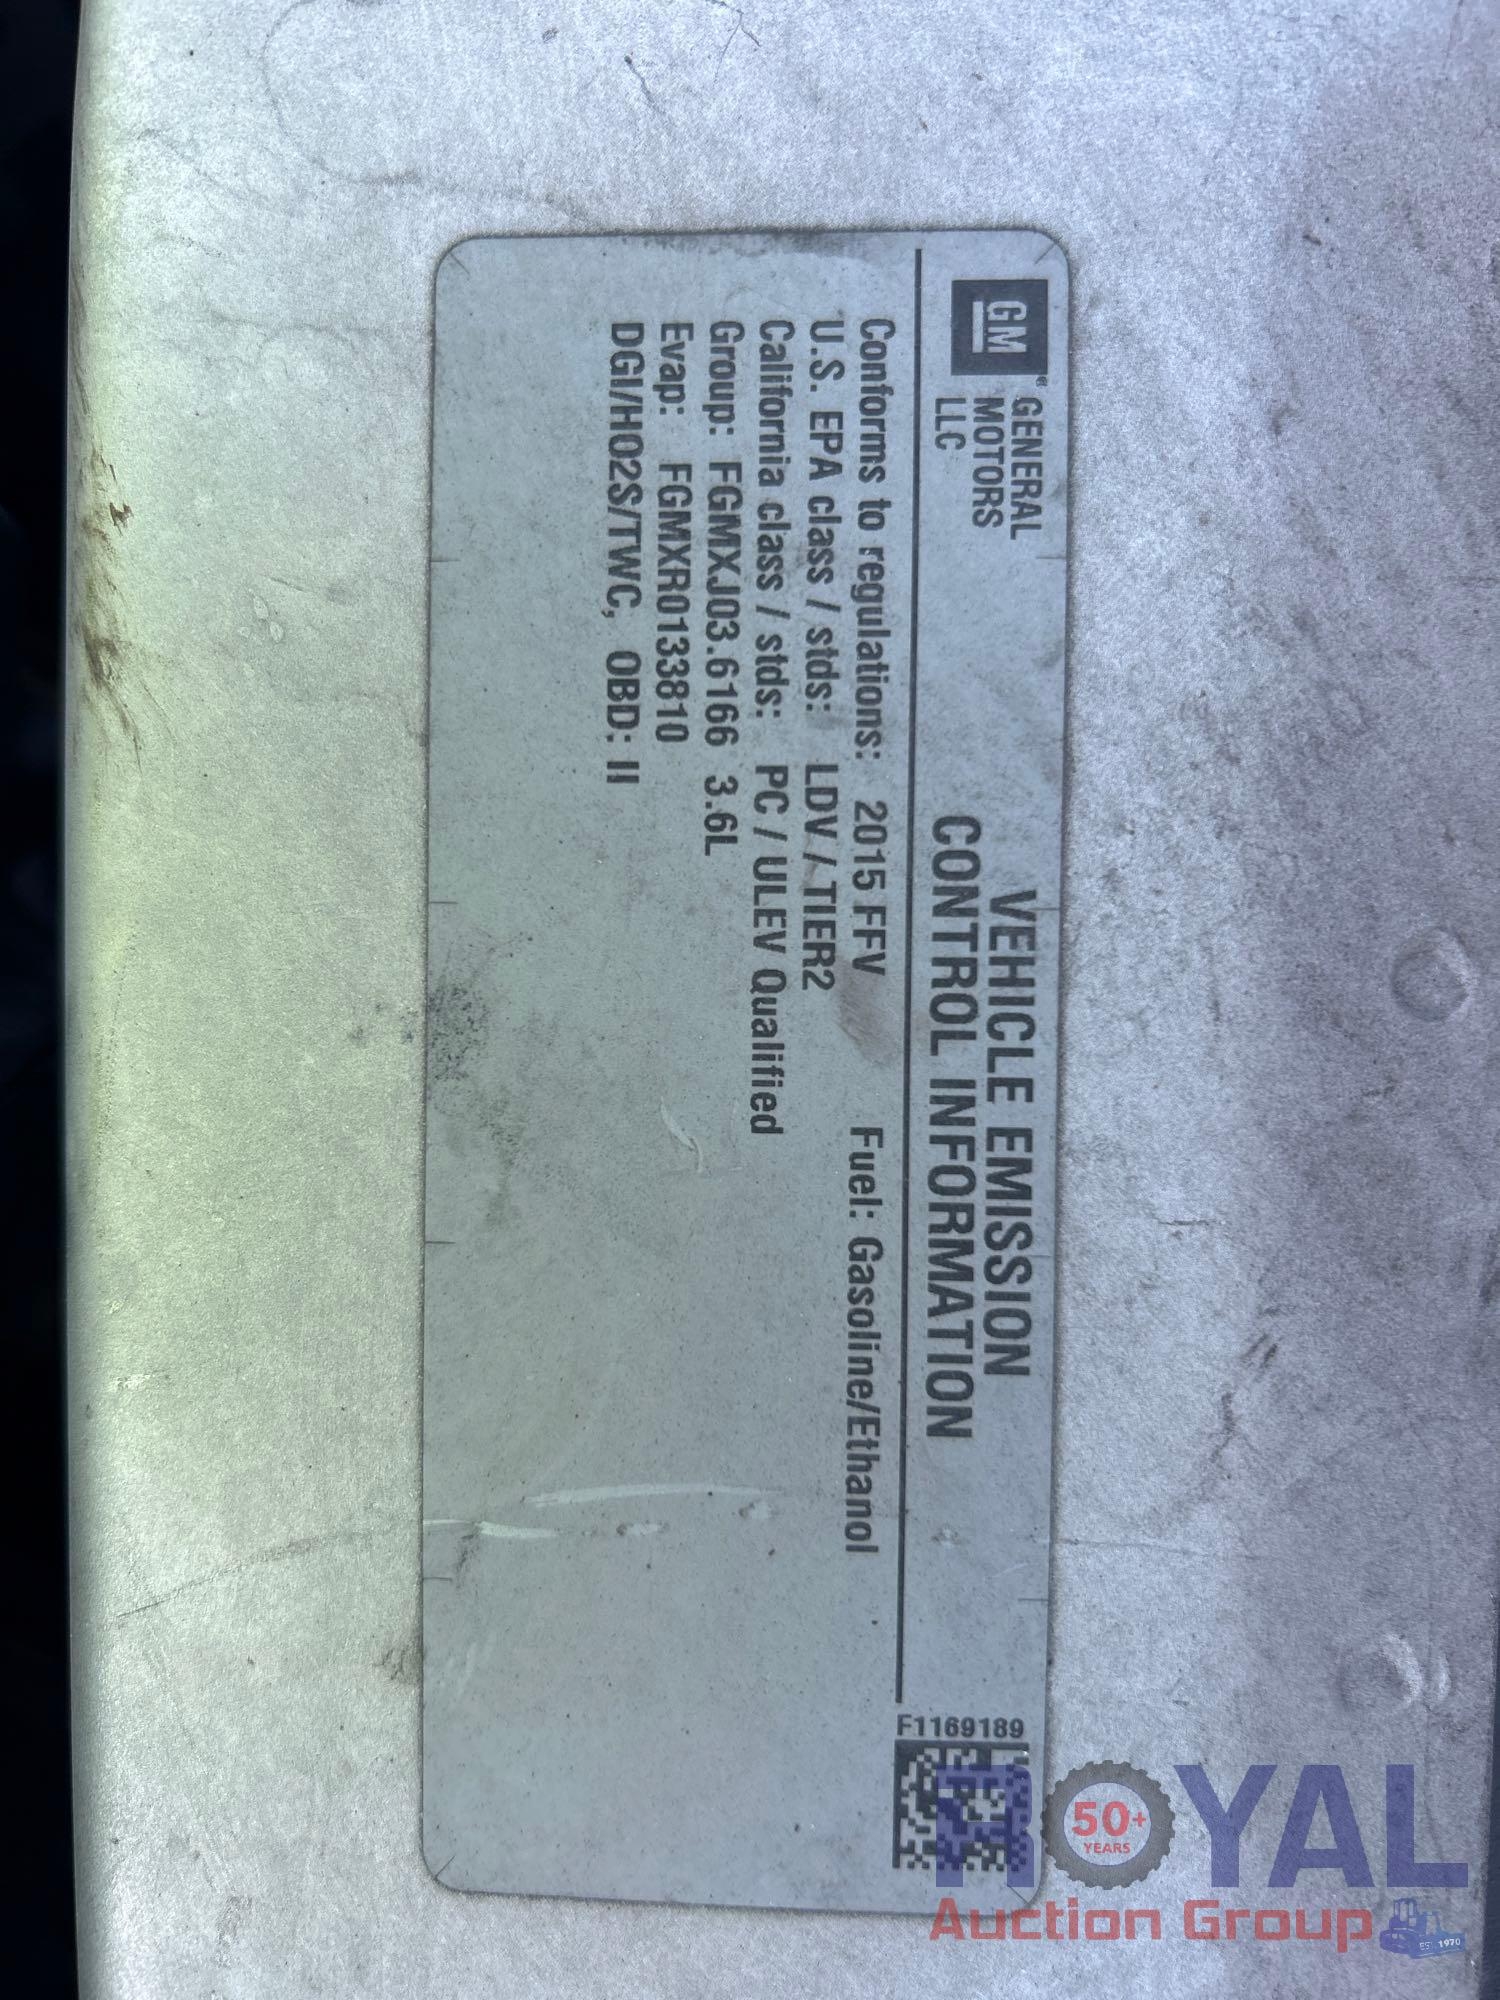 GM
GENERAL
MOTORS
LLC
VEHICLE EMISSION
CONTROL INFORMATION
F1169189
Conforms to regulations: 2015 FFV Fuel: Gasoline/Ethanol
U.S. EPA class / stds: LDV / TIER2
California class / stds: PC / ULEV Qualified
Group: FGMXJ03.6166 3.6L
Evap: FGMXR0133810
DGI/HO2S/TWC, OBD: II
ROYAL
50+
YEARS
Auction Group
EST. 1970